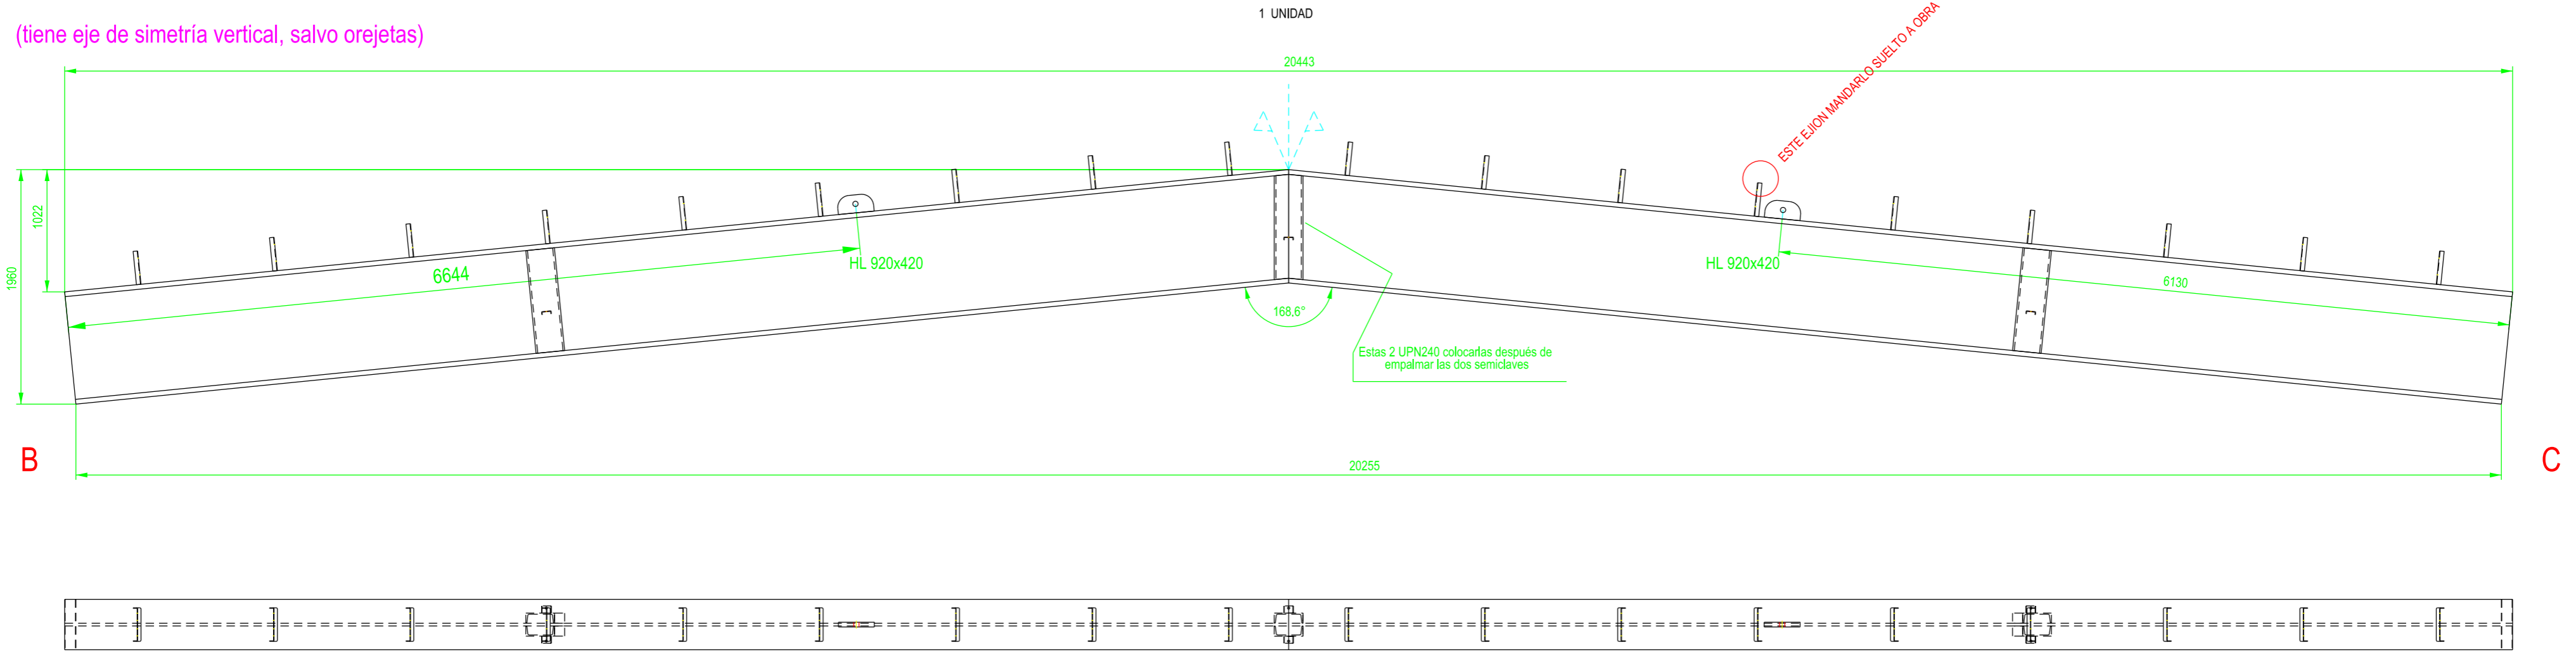 1 UNIDAD
(tiene eje de simetría vertical, salvo orejetas)
20443
ESTE EJION MANDARLO SUELTO A OBRA
1022
1960
6644
HL 920x420
HL 920x420
6130
168,6°
Estas 2 UPN240 colocarlas después de
empalmar las dos semiclaves
B
C
20255